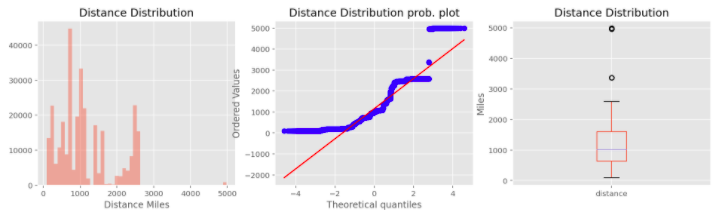 Distance Distribution
40000
30000
20000
10000
0
0 1000 2000 3000 4000 5000
Distance Miles
Distance Distribution prob. plot
Ordered Values
5000
4000
3000
2000
1000
0
−1000
−2000
−4 −2 0 2 4
Theoretical quantiles
Distance Distribution
Miles
5000
4000
3000
2000
1000
0
distance